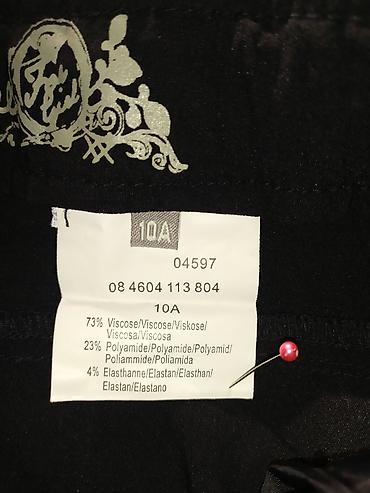 10A
04597
08 4604 113 804
10A
73% Viscose/Viscose/Viskose/
Viscosa/Viscosa
23% Polyamide/Polyamide/Polyamid/
Poliammide/Poliamida
4% Elasthanne/Elastan/Elasthan/
Elastan/Elastano